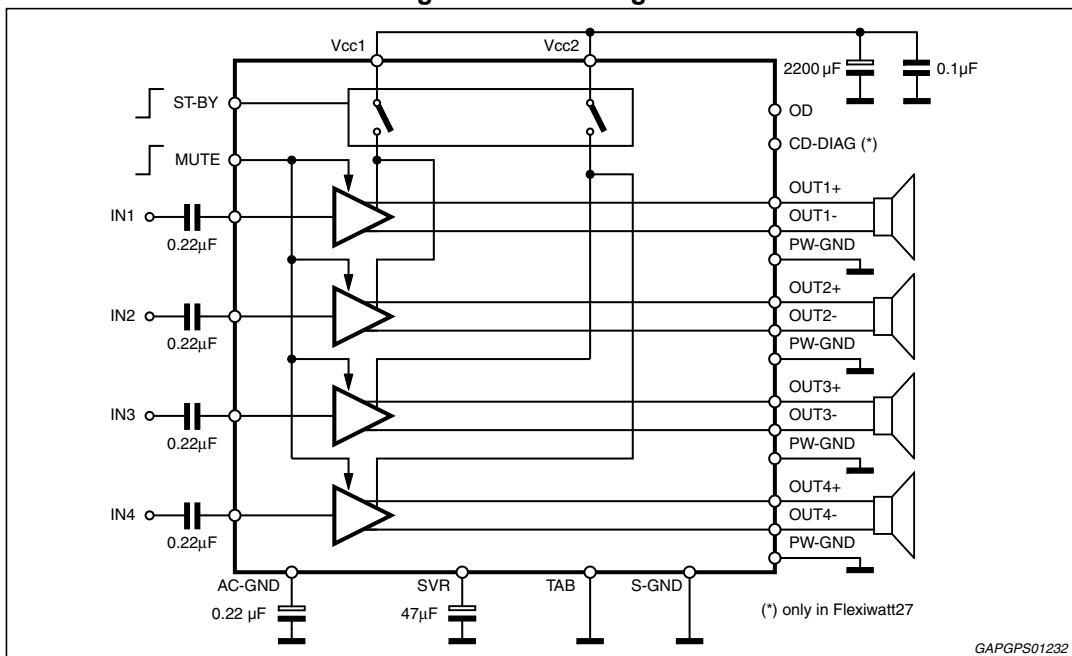 Vcc1
Vcc2
2200 µF
0.1µF
ST-BY
OD
MUTE
CD-DIAG (*)
IN1
0.22µF
OUT1+
OUT1-
PW-GND
IN2
0.22µF
OUT2+
OUT2-
PW-GND
IN3
0.22µF
OUT3+
OUT3-
PW-GND
IN4
0.22µF
OUT4+
OUT4-
PW-GND
AC-GND
SVR
TAB
S-GND
0.22 µF
47µF
(*) only in Flexiwatt27
GAPGPS01232